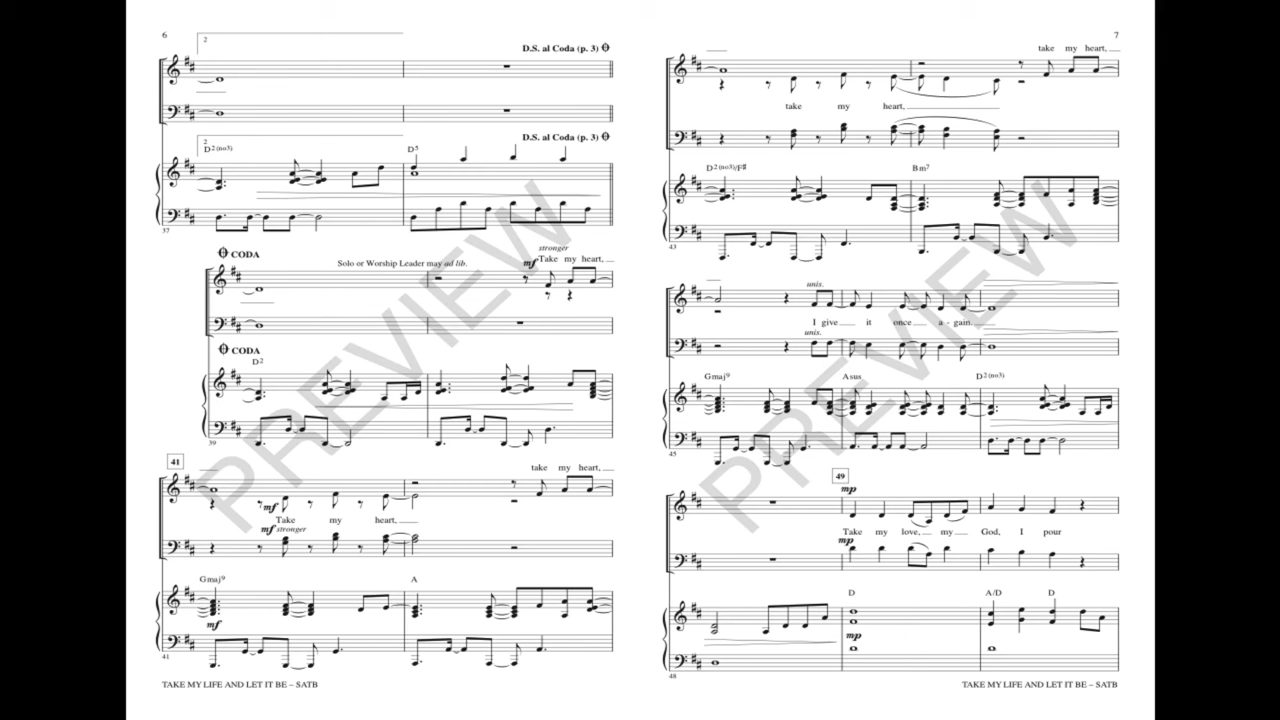 6
2
D.S. al Coda (p. 3)
2
D.S. al Coda (p. 3)
D2(no3) D5
37
CODA
Solo or Worship Leader may ad lib.
stronger
mf Take my heart,
CODA
D2
39
41
take my heart,
mf
Take my heart,
mf stronger
Gmaj9 A
mf
41
TAKE MY LIFE AND LET IT BE – SATB
7
take my heart,
take my heart,
D2(no3)/F# Bm7
43
unis.
I give it once a - gain.
unis.
Gmaj9 Asus D2(no3)
45
49
mp
Take my love, my God, I pour
mp
D A/D D
mp
48
TAKE MY LIFE AND LET IT BE – SATB
PREVIEW
PREVIEW